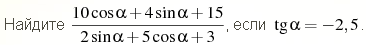 Найдите (10cosα+4sinα+15)/(2sinα+5cosα+3), если tgα=−2,5.